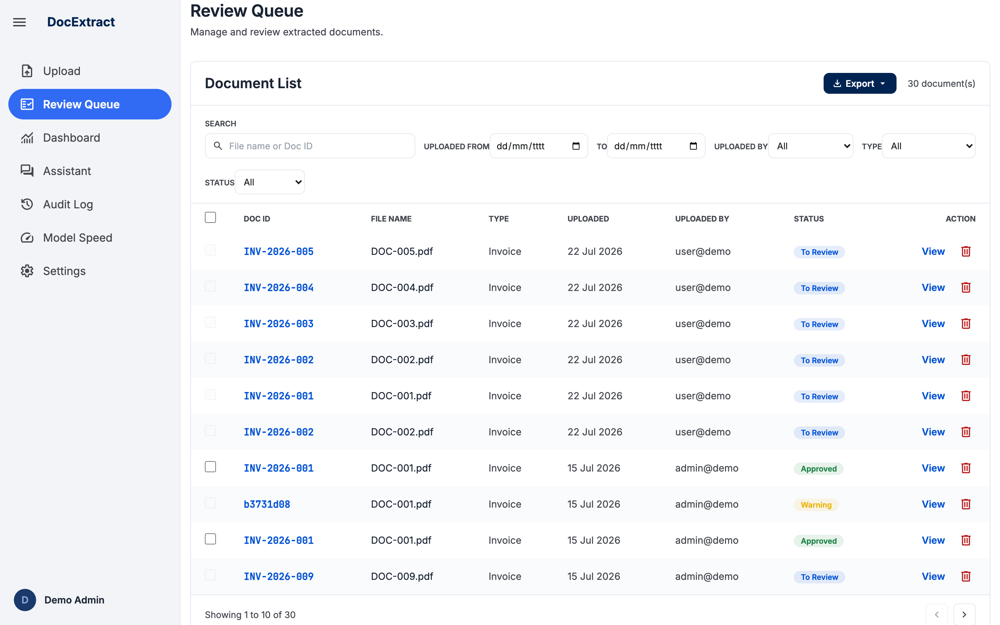 DocExtract
Upload
Review Queue
Dashboard
Assistant
Audit Log
Model Speed
Settings
D Demo Admin
Review Queue
Manage and review extracted documents.
Document List Export 30 document(s)
SEARCH
File name or Doc ID UPLOADED FROM dd/mm/tttt TO dd/mm/tttt UPLOADED BY All TYPE All
STATUS All
DOC ID FILE NAME TYPE UPLOADED UPLOADED BY STATUS ACTION
INV-2026-005 DOC-005.pdf Invoice 22 Jul 2026 user@demo To Review View
INV-2026-004 DOC-004.pdf Invoice 22 Jul 2026 user@demo To Review View
INV-2026-003 DOC-003.pdf Invoice 22 Jul 2026 user@demo To Review View
INV-2026-002 DOC-002.pdf Invoice 22 Jul 2026 user@demo To Review View
INV-2026-001 DOC-001.pdf Invoice 22 Jul 2026 user@demo To Review View
INV-2026-002 DOC-002.pdf Invoice 22 Jul 2026 user@demo To Review View
INV-2026-001 DOC-001.pdf Invoice 15 Jul 2026 admin@demo Approved View
b3731d08 DOC-001.pdf Invoice 15 Jul 2026 admin@demo Warning View
INV-2026-001 DOC-001.pdf Invoice 15 Jul 2026 admin@demo Approved View
INV-2026-009 DOC-009.pdf Invoice 15 Jul 2026 admin@demo To Review View
Showing 1 to 10 of 30